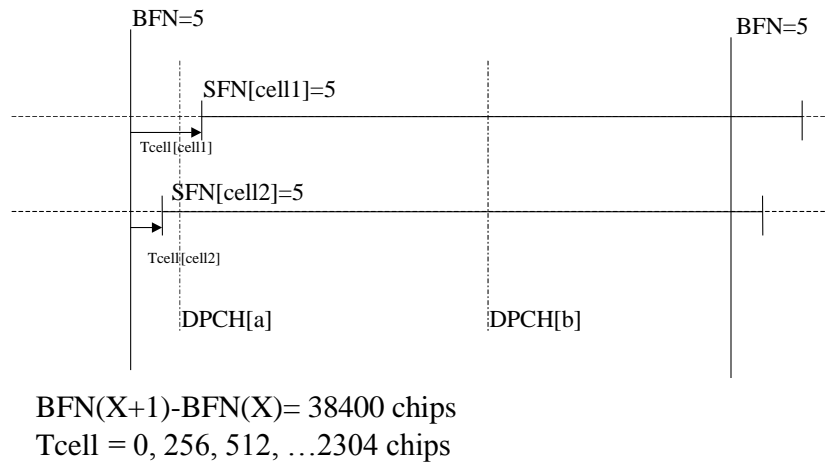 BFN=5
BFN=5
SFN[cell1]=5
Tcell[cell1]
SFN[cell2]=5
Tcell[cell2]
DPCH[a]
DPCH[b]
BFN(X+1)-BFN(X)= 38400 chips
Tcell = 0, 256, 512, …2304 chips